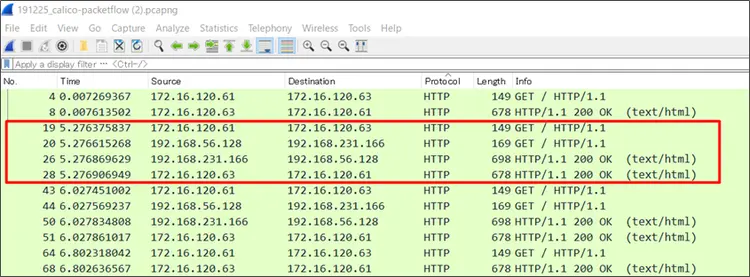 191225_calico-packetflow (2).pcapng
File Edit View Go Capture Analyze Statistics Telephony Wireless Tools Help
Apply a display filter ⋯ <Ctrl-/>
No. Time Source Destination Protocol Length Info
4 0.007269367 172.16.120.61 172.16.120.63 HTTP 149 GET / HTTP/1.1
8 0.007613502 172.16.120.63 172.16.120.61 HTTP 678 HTTP/1.1 200 OK (text/html)
19 5.276375837 172.16.120.61 172.16.120.63 HTTP 149 GET / HTTP/1.1
20 5.276615268 192.168.56.128 192.168.231.166 HTTP 169 GET / HTTP/1.1
26 5.276869629 192.168.231.166 192.168.56.128 HTTP 698 HTTP/1.1 200 OK (text/html)
28 5.276906949 172.16.120.63 172.16.120.61 HTTP 678 HTTP/1.1 200 OK (text/html)
43 6.027451002 172.16.120.61 172.16.120.63 HTTP 149 GET / HTTP/1.1
44 6.027569237 192.168.56.128 192.168.231.166 HTTP 169 GET / HTTP/1.1
50 6.027834808 192.168.231.166 192.168.56.128 HTTP 698 HTTP/1.1 200 OK (text/html)
51 6.027861017 172.16.120.63 172.16.120.61 HTTP 678 HTTP/1.1 200 OK (text/html)
64 6.802318042 172.16.120.61 172.16.120.63 HTTP 149 GET / HTTP/1.1
68 6.802636567 172.16.120.63 172.16.120.61 HTTP 678 HTTP/1.1 200 OK (text/html)